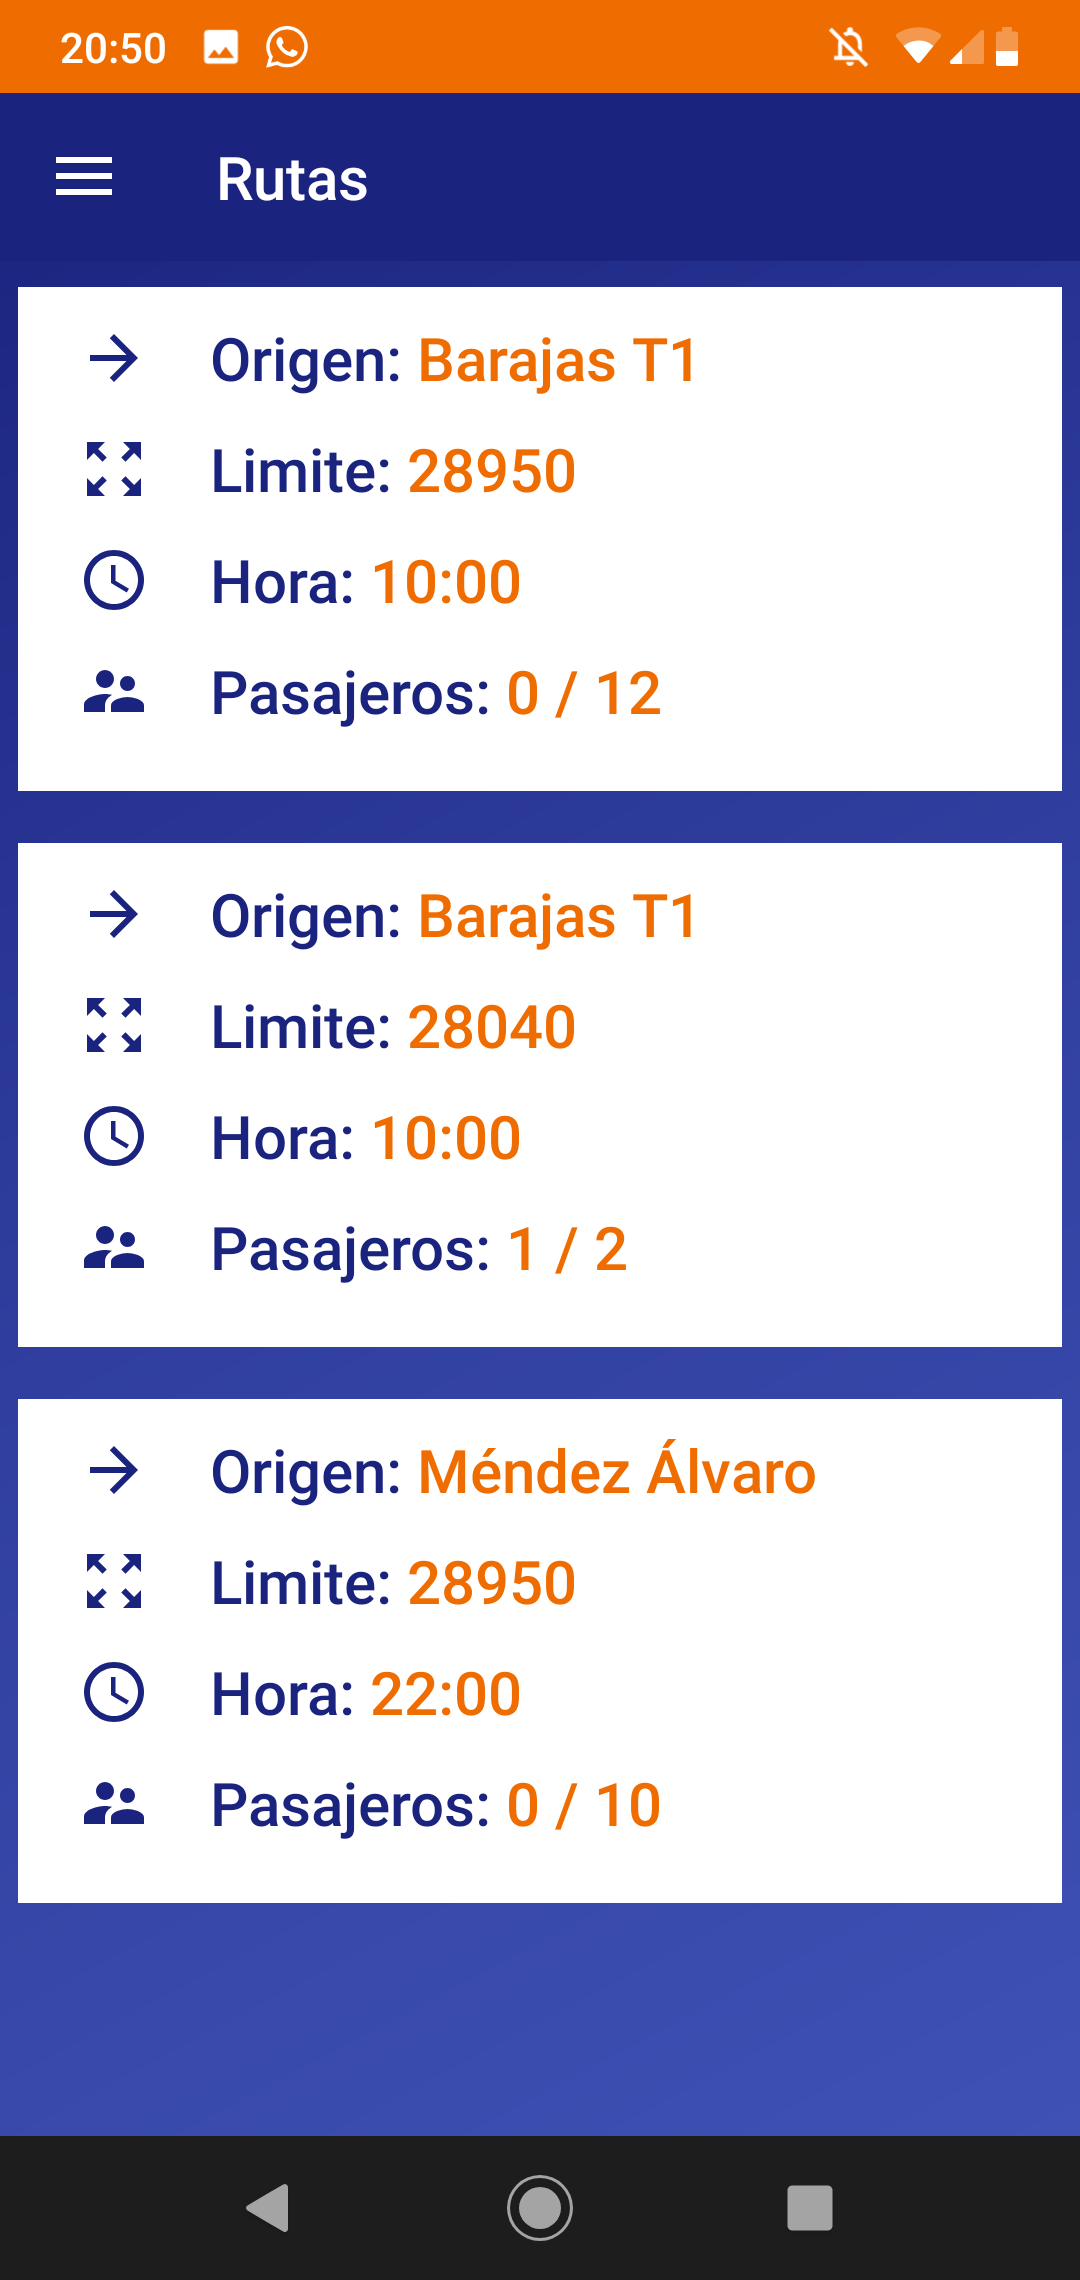 20:50
Rutas
Origen: Barajas T1
Limite: 28950
Hora: 10:00
Pasajeros: 0 / 12
Origen: Barajas T1
Limite: 28040
Hora: 10:00
Pasajeros: 1 / 2
Origen: Méndez Álvaro
Limite: 28950
Hora: 22:00
Pasajeros: 0 / 10